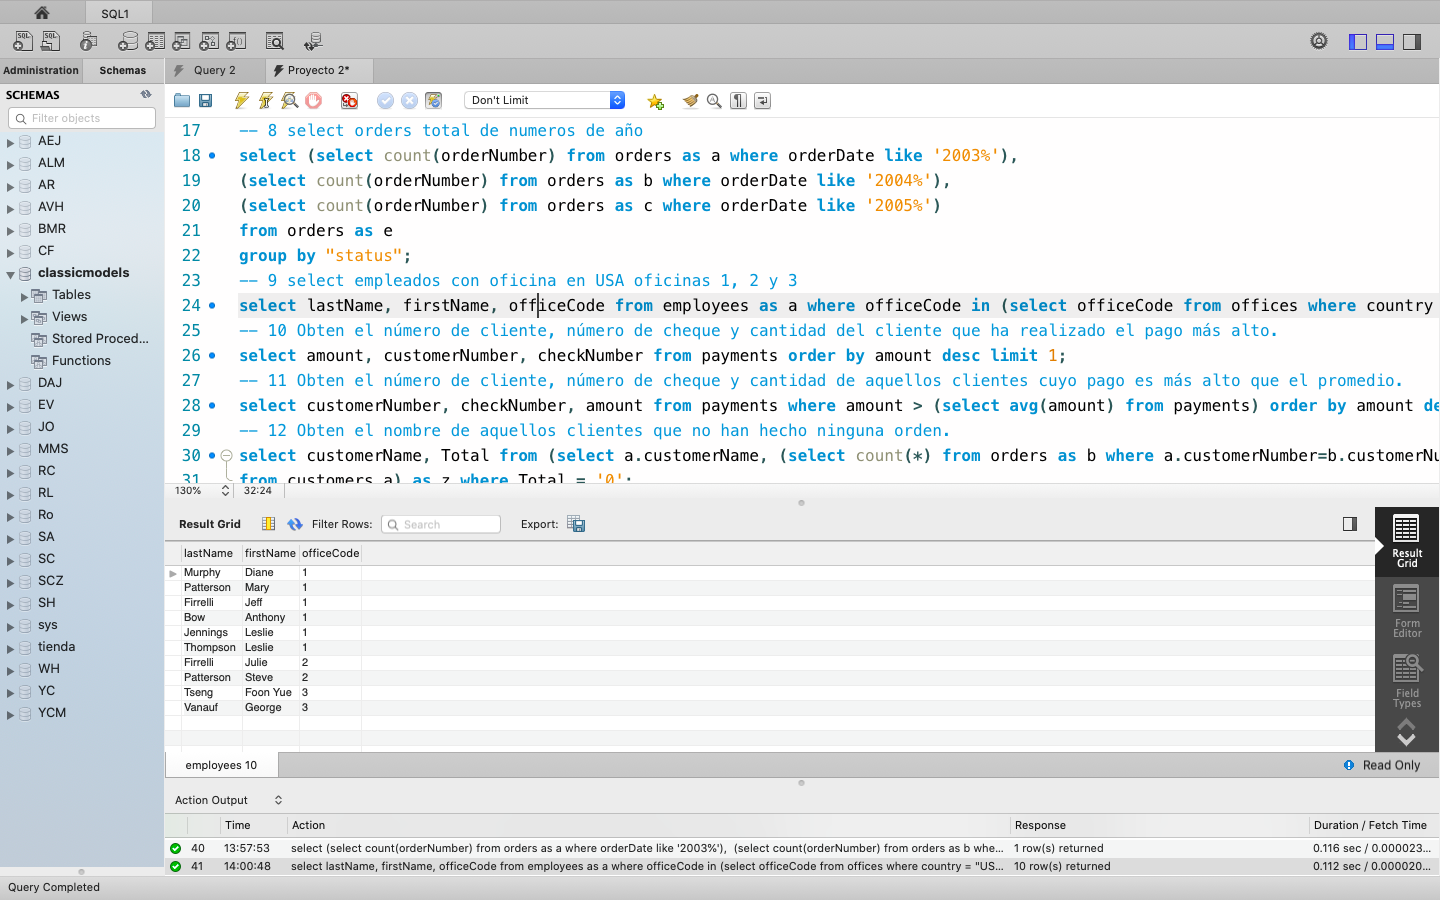 SQL1
Administration
Schemas
Query 2
Proyecto 2*
SCHEMAS
Filter objects
AEJ
ALM
AR
AVH
BMR
CF
classicmodels
Tables
Views
Stored Proced...
Functions
DAJ
EV
JO
MMS
RC
RL
Ro
SA
SC
SCZ
SH
sys
tienda
WH
YC
YCM
Don't Limit
17 -- 8 select orders total de numeros de año
18 select (select count(orderNumber) from orders as a where orderDate like '2003%'),
19 (select count(orderNumber) from orders as b where orderDate like '2004%'),
20 (select count(orderNumber) from orders as c where orderDate like '2005%')
21 from orders as e
22 group by "status";
23 -- 9 select empleados con oficina en USA oficinas 1, 2 y 3
24 select lastName, firstName, officeCode from employees as a where officeCode in (select officeCode from offices where country
25 -- 10 Obten el número de cliente, número de cheque y cantidad del cliente que ha realizado el pago más alto.
26 select amount, customerNumber, checkNumber from payments order by amount desc limit 1;
27 -- 11 Obten el número de cliente, número de cheque y cantidad de aquellos clientes cuyo pago es más alto que el promedio.
28 select customerNumber, checkNumber, amount from payments where amount > (select avg(amount) from payments) order by amount de
29 -- 12 Obten el nombre de aquellos clientes que no han hecho ninguna orden.
30 select customerName, Total from (select a.customerName, (select count(*) from orders as b where a.customerNumber=b.customerNu
31 from customers a) as z where Total = '0';
130% 32:24
Result Grid Filter Rows: Search Export:
lastName firstName officeCode
Murphy Diane 1
Patterson Mary 1
Firrelli Jeff 1
Bow Anthony 1
Jennings Leslie 1
Thompson Leslie 1
Firrelli Julie 2
Patterson Steve 2
Tseng Foon Yue 3
Vanauf George 3
Result
Grid
Form
Editor
Field
Types
employees 10
Read Only
Action Output
Time Action Response Duration / Fetch Time
40 13:57:53 select (select count(orderNumber) from orders as a where orderDate like '2003%'), (select count(orderNumber) from orders as b whe... 1 row(s) returned 0.116 sec / 0.000023...
41 14:00:48 select lastName, firstName, officeCode from employees as a where officeCode in (select officeCode from offices where country = "US... 10 row(s) returned 0.112 sec / 0.000020...
Query Completed